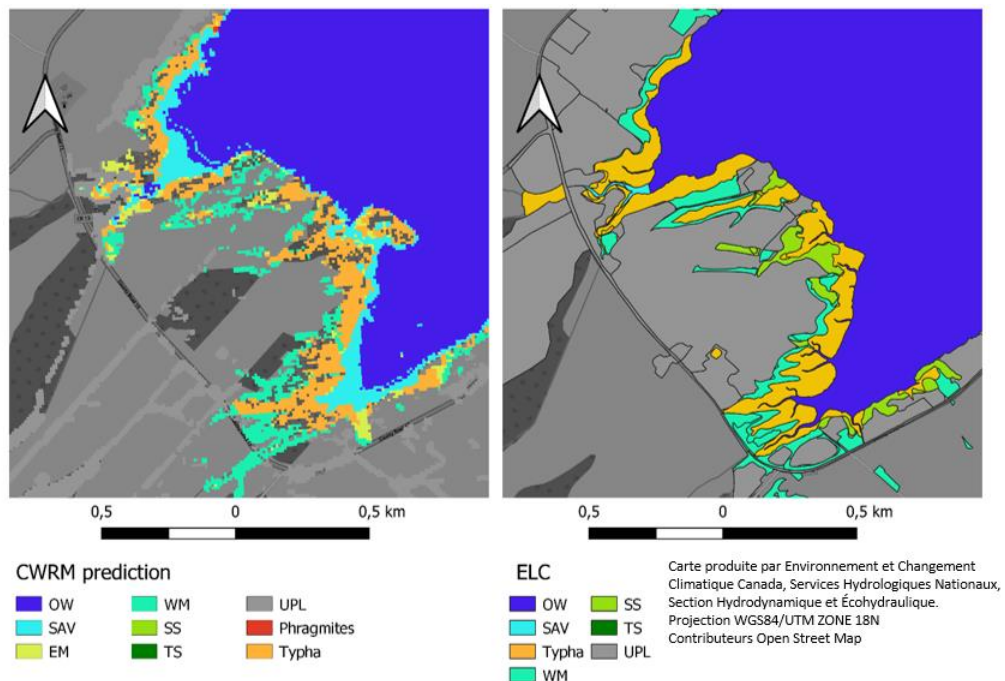 0,5 0 0,5 km
0,5 0 0,5 km
CWRM prediction
OW WM UPL
SAV SS Phragmites
EM TS Typha
ELC
OW SS
SAV TS
Typha UPL
WM
Carte produite par Environnement et Changement
Climatique Canada, Services Hydrologiques Nationaux,
Section Hydrodynamique et Écohydraulique.
Projection WGS84/UTM ZONE 18N
Contributeurs Open Street Map